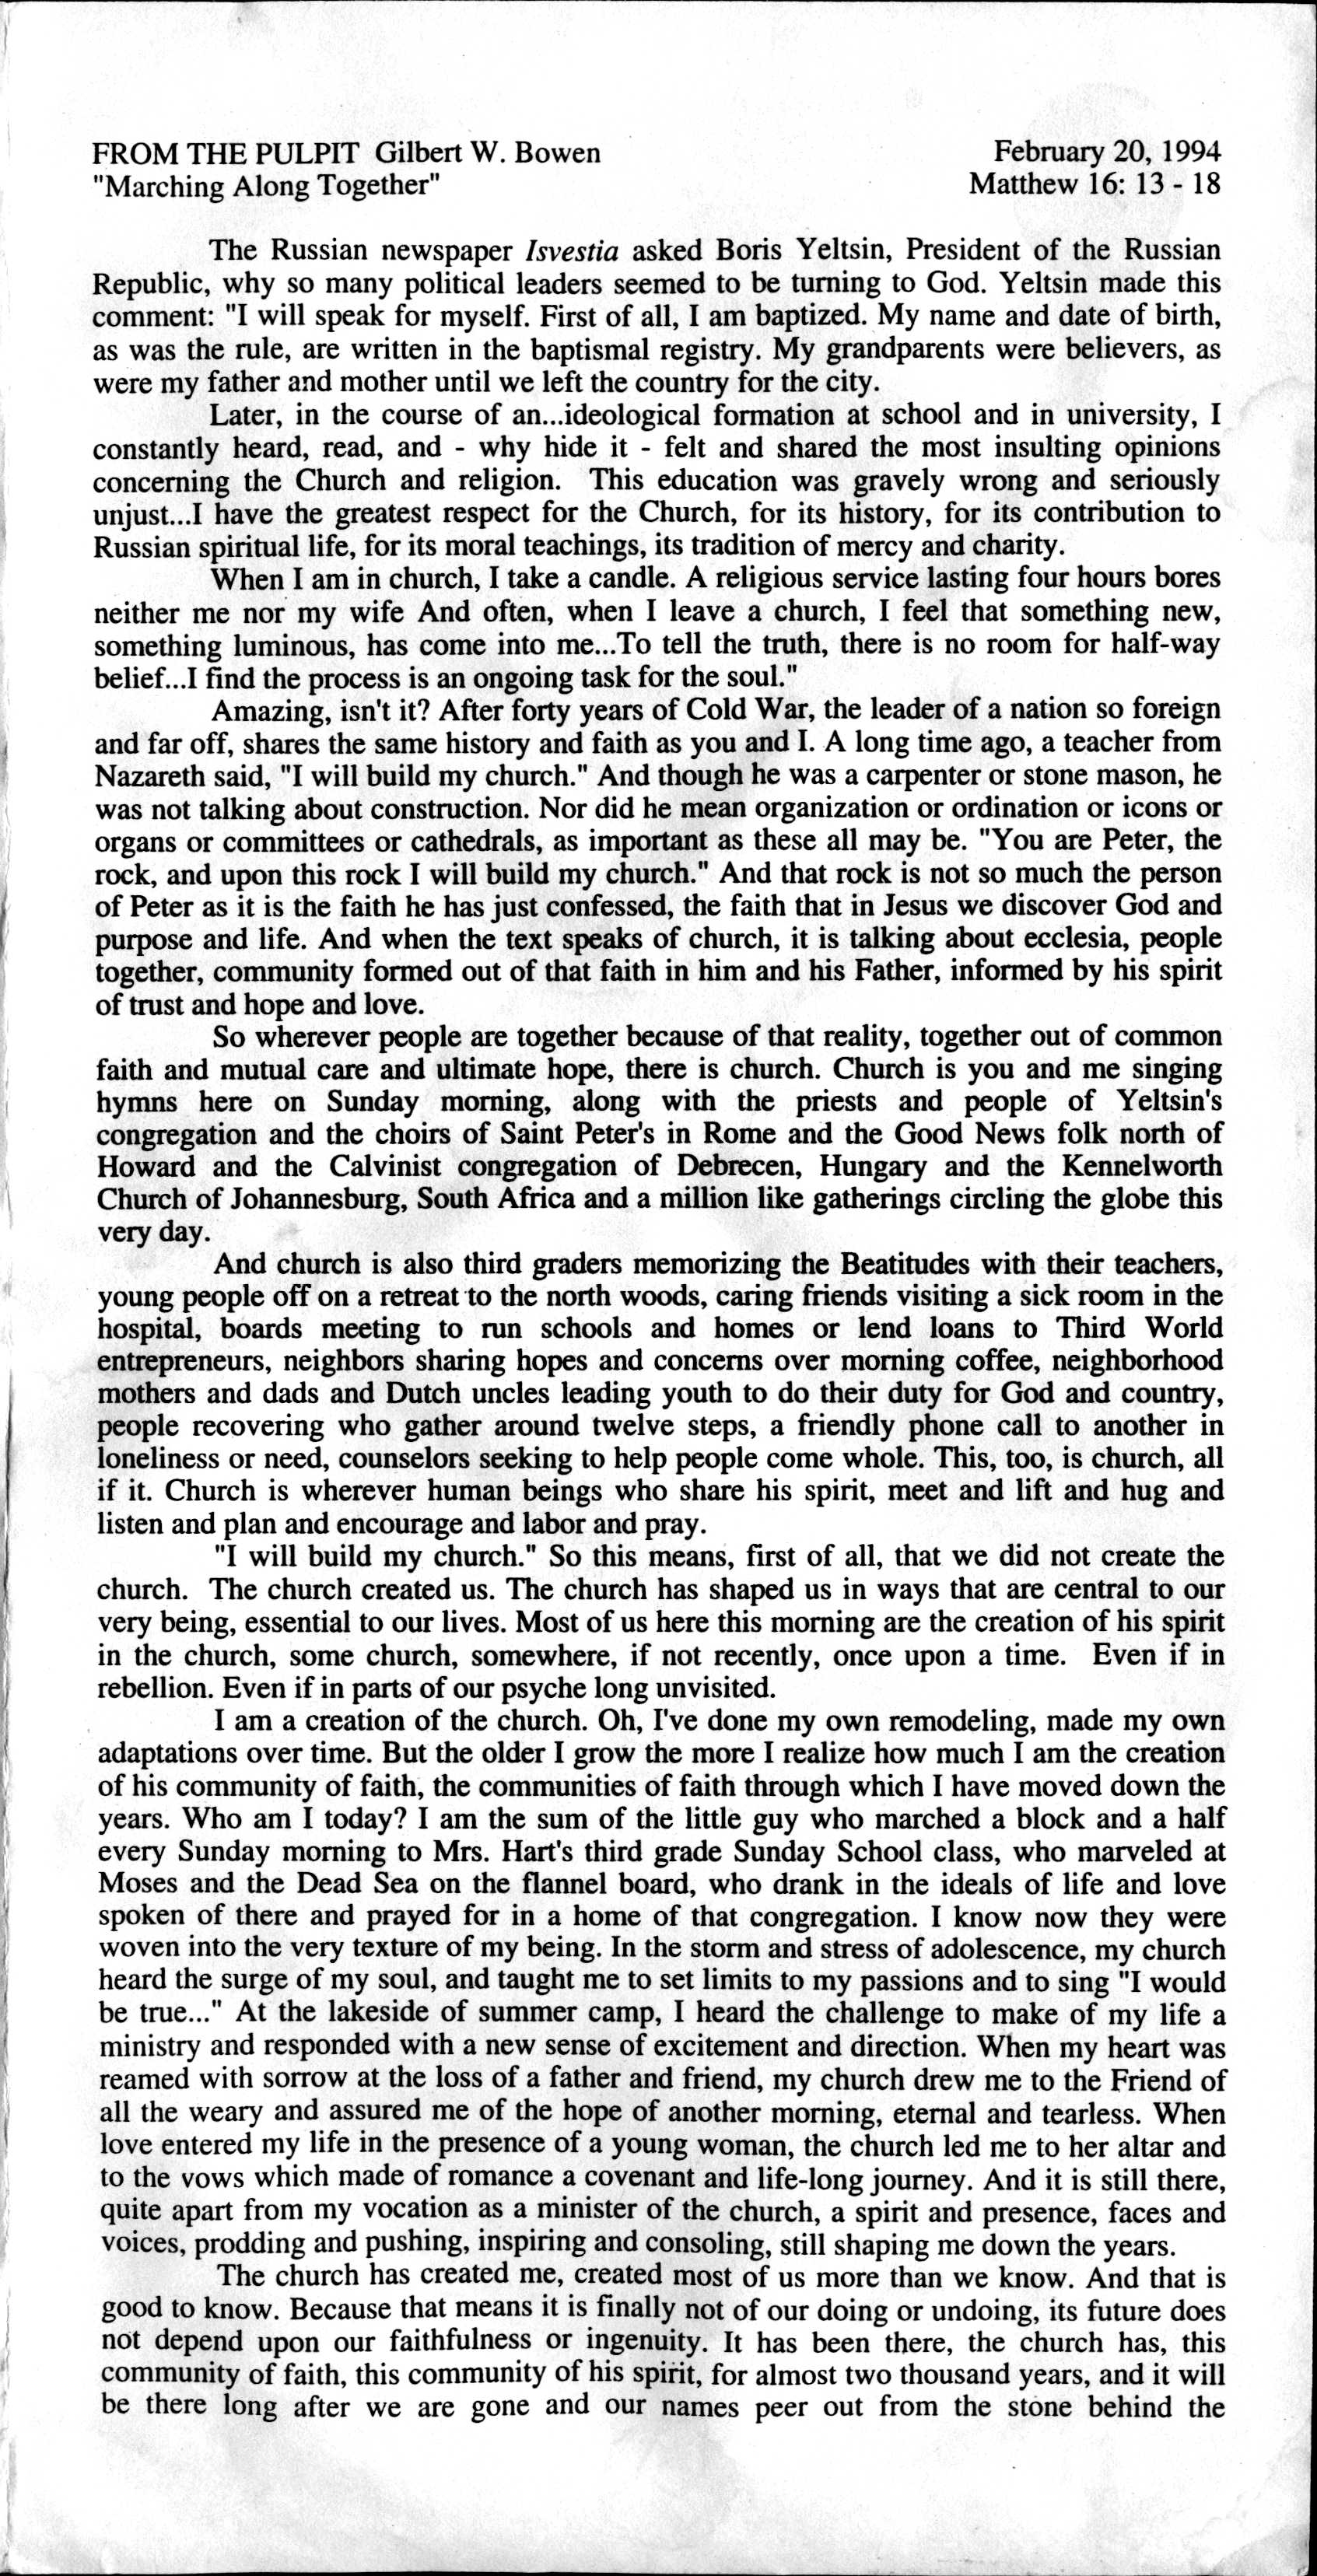 FROM THE PULPIT Gilbert W. Bowen February 20, 1994
"Marching Along Together" Matthew 16: 13 - 18
The Russian newspaper Isvestia asked Boris Yeltsin, President of the Russian
Republic, why so many political leaders seemed to be turning to God. Yeltsin made this
comment: "I will speak for myself. First of all, I am baptized. My name and date of birth,
as was the rule, are written in the baptismal registry. My grandparents were believers, as
were my father and mother until we left the country for the city.
Later, in the course of an...ideological formation at school and in university, I
constantly heard, read, and - why hide it - felt and shared the most insulting opinions
concerning the Church and religion. This education was gravely wrong and seriously
unjust...I have the greatest respect for the Church, for its history, for its contribution to
Russian spiritual life, for its moral teachings, its tradition of mercy and charity.
When I am in church, I take a candle. A religious service lasting four hours bores
neither me nor my wife And often, when I leave a church, I feel that something new,
something luminous, has come into me...To tell the truth, there is no room for half-way
belief...I find the process is an ongoing task for the soul."
Amazing, isn't it? After forty years of Cold War, the leader of a nation so foreign
and far off, shares the same history and faith as you and I. A long time ago, a teacher from
Nazareth said, "I will build my church." And though he was a carpenter or stone mason, he
was not talking about construction. Nor did he mean organization or ordination or icons or
organs or committees or cathedrals, as important as these all may be. "You are Peter, the
rock, and upon this rock I will build my church." And that rock is not so much the person
of Peter as it is the faith he has just confessed, the faith that in Jesus we discover God and
purpose and life. And when the text speaks of church, it is talking about ecclesia, people
together, community formed out of that faith in him and his Father, informed by his spirit
of trust and hope and love.
So wherever people are together because of that reality, together out of common
faith and mutual care and ultimate hope, there is church. Church is you and me singing
hymns here on Sunday morning, along with the priests and people of Yeltsin's
congregation and the choirs of Saint Peter's in Rome and the Good News folk north of
Howard and the Calvinist congregation of Debrecen, Hungary and the Kennelworth
Church of Johannesburg, South Africa and a million like gatherings circling the globe this
very day.
And church is also third graders memorizing the Beatitudes with their teachers,
young people off on a retreat to the north woods, caring friends visiting a sick room in the
hospital, boards meeting to run schools and homes or lend loans to Third World
entrepreneurs, neighbors sharing hopes and concerns over morning coffee, neighborhood
mothers and dads and Dutch uncles leading youth to do their duty for God and country,
people recovering who gather around twelve steps, a friendly phone call to another in
loneliness or need, counselors seeking to help people come whole. This, too, is church, all
if it. Church is wherever human beings who share his spirit, meet and lift and hug and
listen and plan and encourage and labor and pray.
"I will build my church." So this means, first of all, that we did not create the
church. The church created us. The church has shaped us in ways that are central to our
very being, essential to our lives. Most of us here this morning are the creation of his spirit
in the church, some church, somewhere, if not recently, once upon a time. Even if in
rebellion. Even if in parts of our psyche long unvisited.
I am a creation of the church. Oh, I've done my own remodeling, made my own
adaptations over time. But the older I grow the more I realize how much I am the creation
of his community of faith, the communities of faith through which I have moved down the
years. Who am I today? I am the sum of the little guy who marched a block and a half
every Sunday morning to Mrs. Hart's third grade Sunday School class, who marveled at
Moses and the Dead Sea on the flannel board, who drank in the ideals of life and love
spoken of there and prayed for in a home of that congregation. I know now they were
woven into the very texture of my being. In the storm and stress of adolescence, my church
heard the surge of my soul, and taught me to set limits to my passions and to sing "I would
be true..." At the lakeside of summer camp, I heard the challenge to make of my life a
ministry and responded with a new sense of excitement and direction. When my heart was
reamed with sorrow at the loss of a father and friend, my church drew me to the Friend of
all the weary and assured me of the hope of another morning, eternal and tearless. When
love entered my life in the presence of a young woman, the church led me to her altar and
to the vows which made of romance a covenant and life-long journey. And it is still there,
quite apart from my vocation as a minister of the church, a spirit and presence, faces and
voices, prodding and pushing, inspiring and consoling, still shaping me down the years.
The church has created me, created most of us more than we know. And that is
good to know. Because that means it is finally not of our doing or undoing, its future does
not depend upon our faithfulness or ingenuity. It has been there, the church has, this
community of faith, this community of his spirit, for almost two thousand years, and it will
be there long after we are gone and our names peer out from the stone behind the